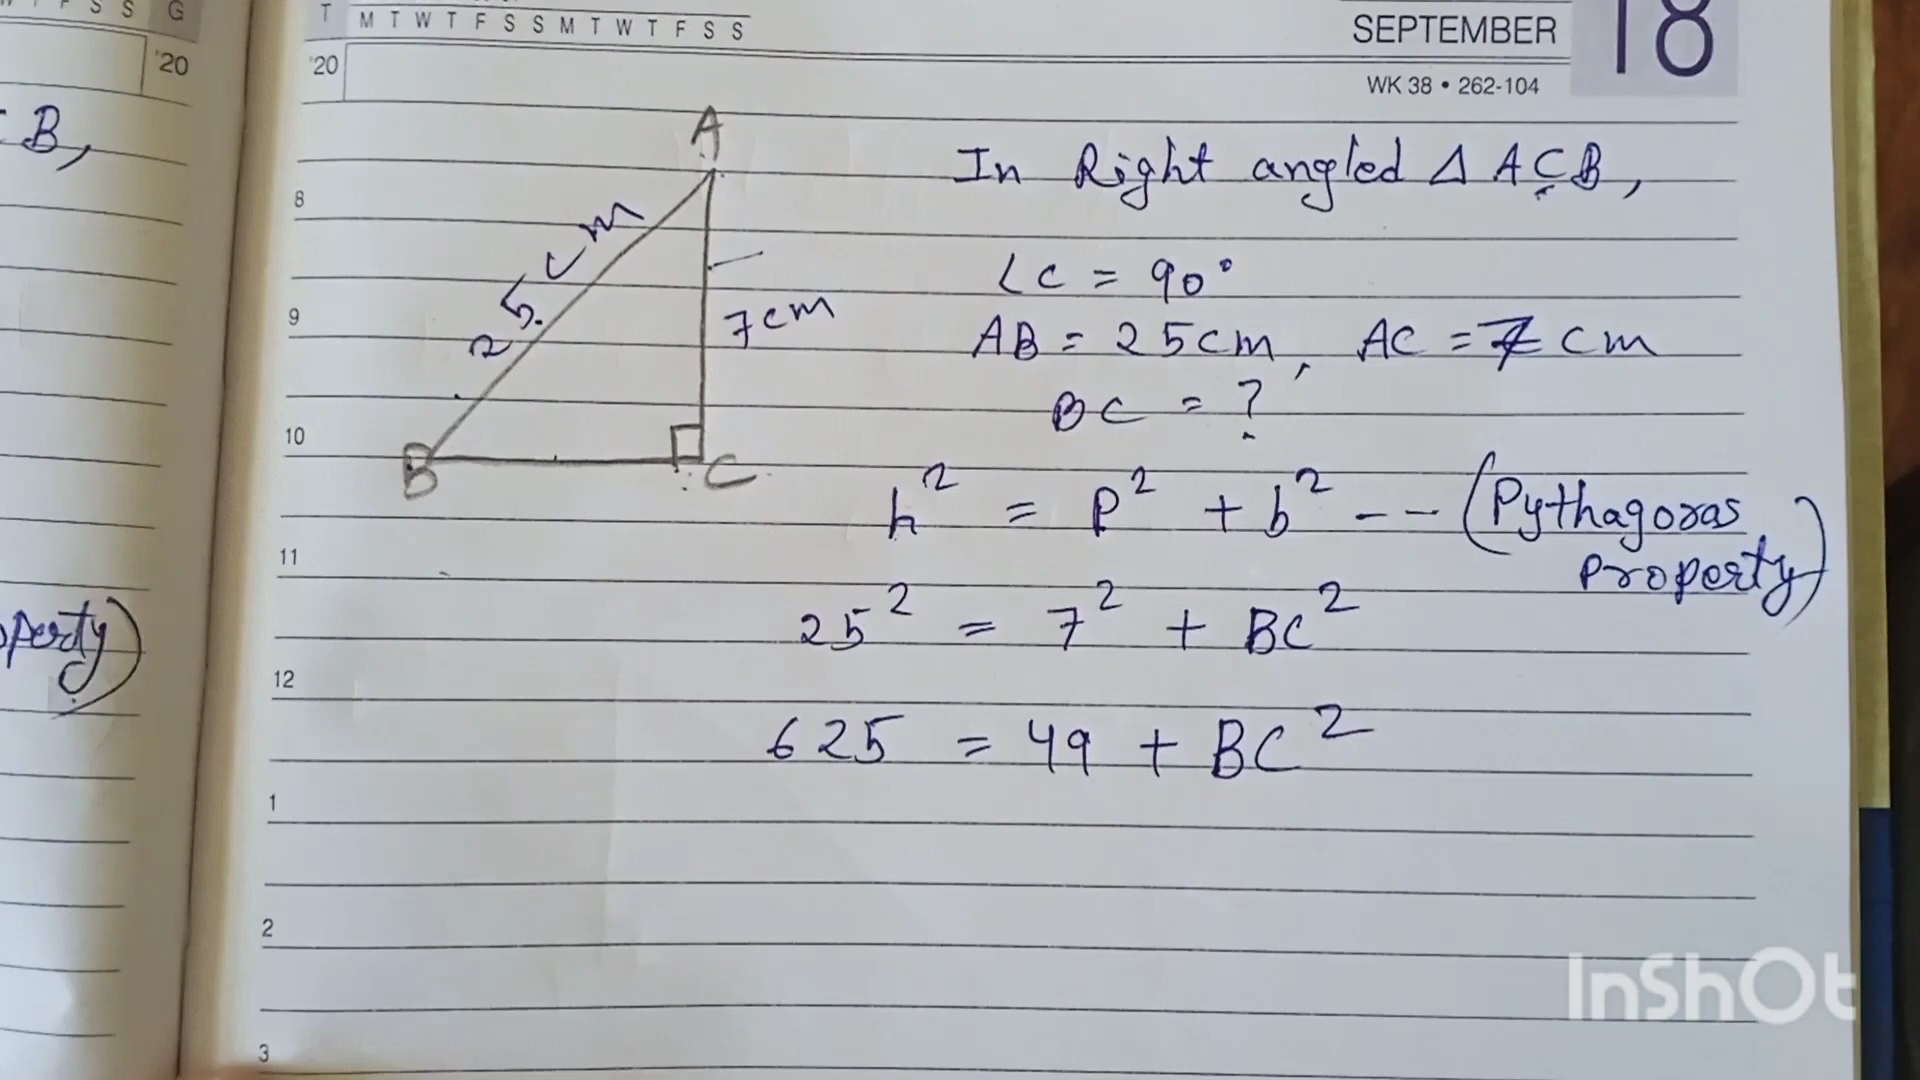 S S G
T M T W T F S S M T W T F S S
SEPTEMBER 18
'20
'20
WK 38 • 262-104
B,
A
In Right angled Δ ACB,
8
25 cm
∠C = 90°
9
7cm
AB = 25cm, AC = 7 cm
BC = ?
10
B C
h² = p² + b² -- (Pythagoras
Property)
11
25² = 7² + BC²
perty)
12
625 = 49 + BC²
1
2
3
InShOt